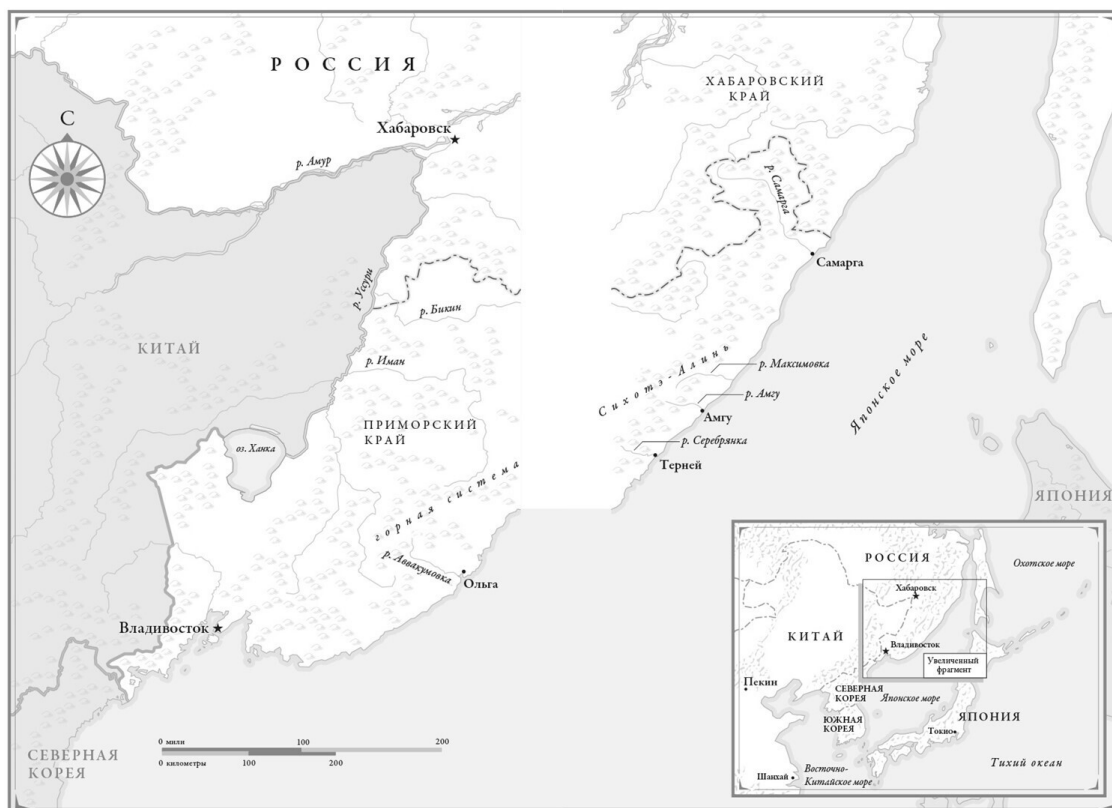 РОССИЯ
С
Хабаровск
р. Амур
р. Уссури
р. Бикин
КИТАЙ
р. Иман
ПРИМОРСКИЙ
КРАЙ
оз. Ханка
горная система
р. Аввакумовка
Ольга
Владивосток
СЕВЕРНАЯ
КОРЕЯ
0 мили 100 200
0 километры 100 200
ХАБАРОВСКИЙ
КРАЙ
р. Самарга
Самарга
Сихотэ-Алинь
р. Максимовка
р. Амгу
Амгу
р. Серебрянка
Терней
Японское море
ЯПОНИЯ
РОССИЯ
Охотское море
Хабаровск
КИТАЙ
Владивосток
Увеличенный
фрагмент
Пекин
СЕВЕРНАЯ
КОРЕЯ
Японское море
ЮЖНАЯ
КОРЕЯ
ЯПОНИЯ
Токио
Шанхай
Восточно-
Китайское море
Тихий океан